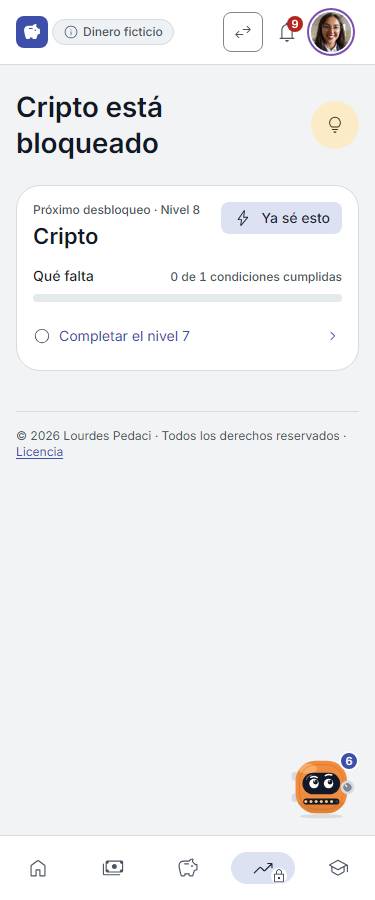 Dinero ficticio
9
Cripto está
bloqueado
Próximo desbloqueo · Nivel 8
Ya sé esto
Cripto
Qué falta
0 de 1 condiciones cumplidas
Completar el nivel 7
© 2026 Lourdes Pedaci · Todos los derechos reservados ·
Licencia
6